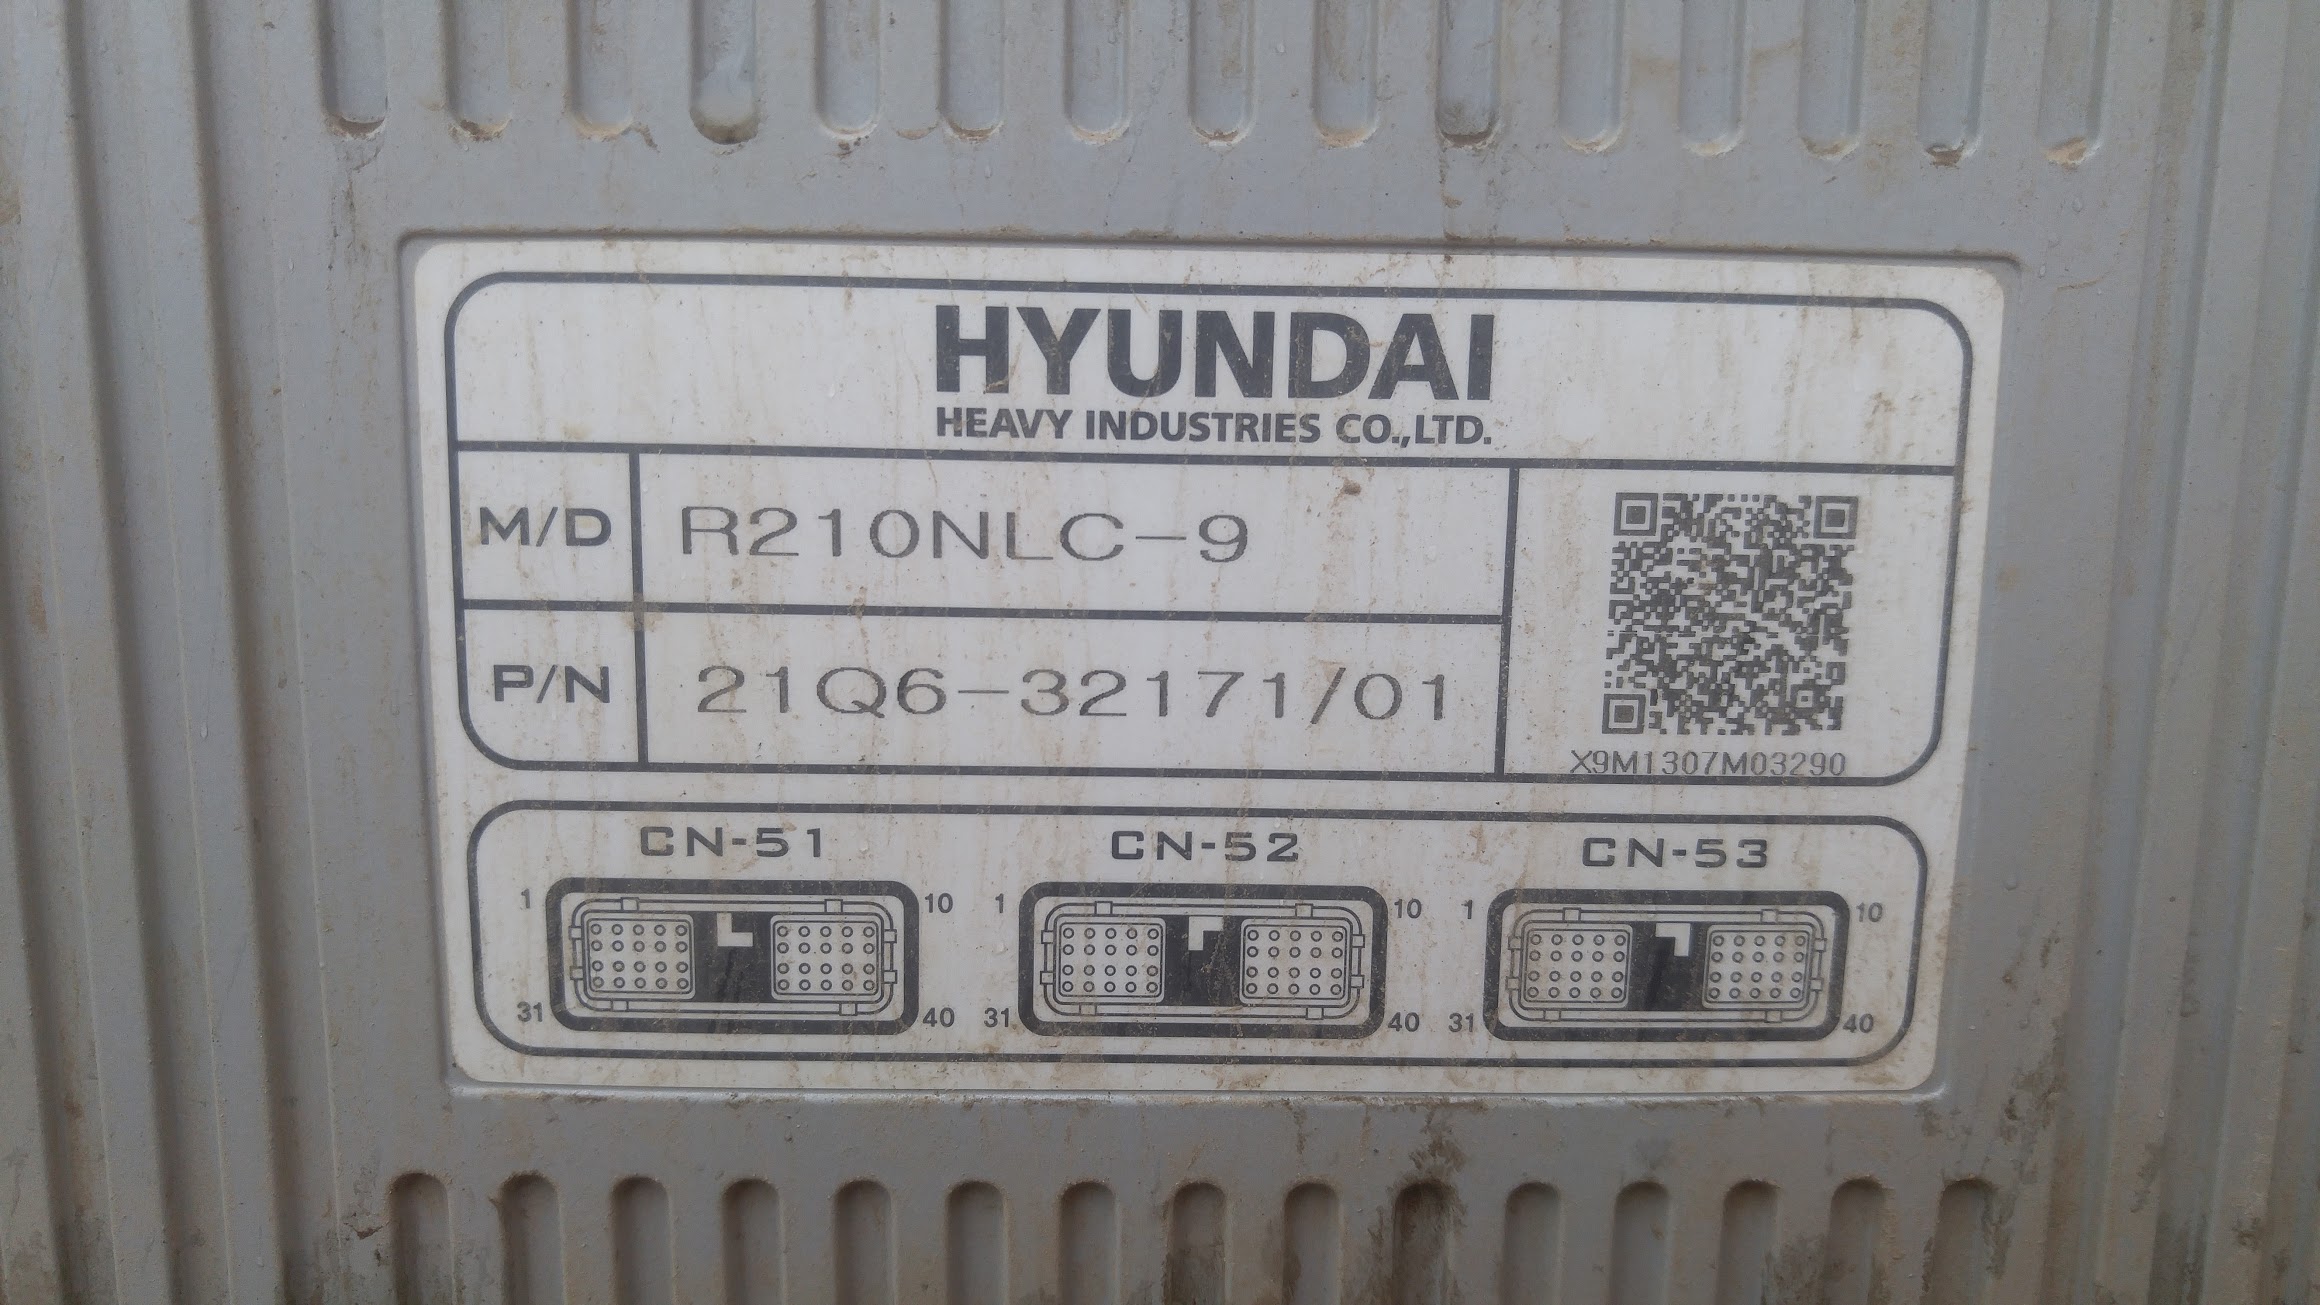 HYUNDAI
HEAVY INDUSTRIES CO.,LTD.
M/D R210NLC-9
P/N 21Q6-32171/01
X9M1307M03290
CN-51 CN-52 CN-53
1 10 1 10 1 10
31 40 31 40 31 40